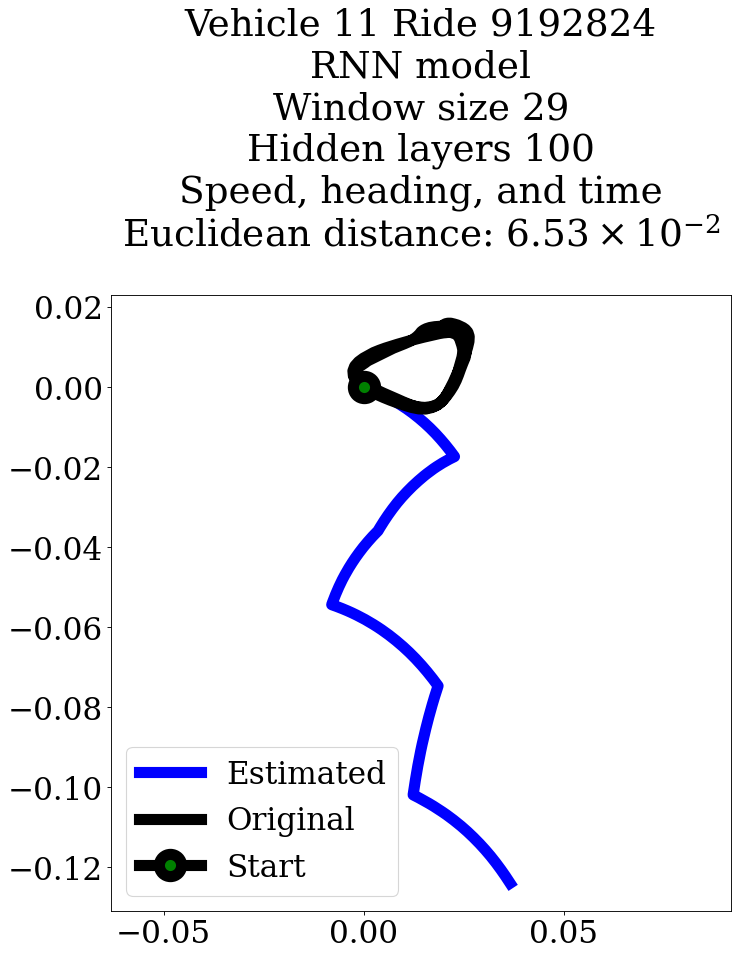 Vehicle 11 Ride 9192824
RNN model
Window size 29
Hidden layers 100
Speed, heading, and time
Euclidean distance: 6.53 × 10⁻²
0.02
0.00
−0.02
−0.04
−0.06
−0.08
−0.10
−0.12
Estimated
Original
Start
−0.05 0.00 0.05